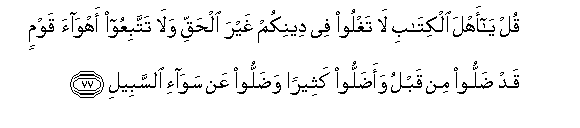 قُلْ يَـٰٓأَهْلَ ٱلْكِتَـٰبِ لَا تَغْلُوا۟ فِى دِينِكُمْ غَيْرَ ٱلْحَقِّ وَلَا تَتَّبِعُوٓا۟ أَهْوَآءَ قَوْمٍ
قَدْ ضَلُّوا۟ مِن قَبْلُ وَأَضَلُّوا۟ كَثِيرًا وَضَلُّوا۟ عَن سَوَآءِ ٱلسَّبِيلِ ٧٧